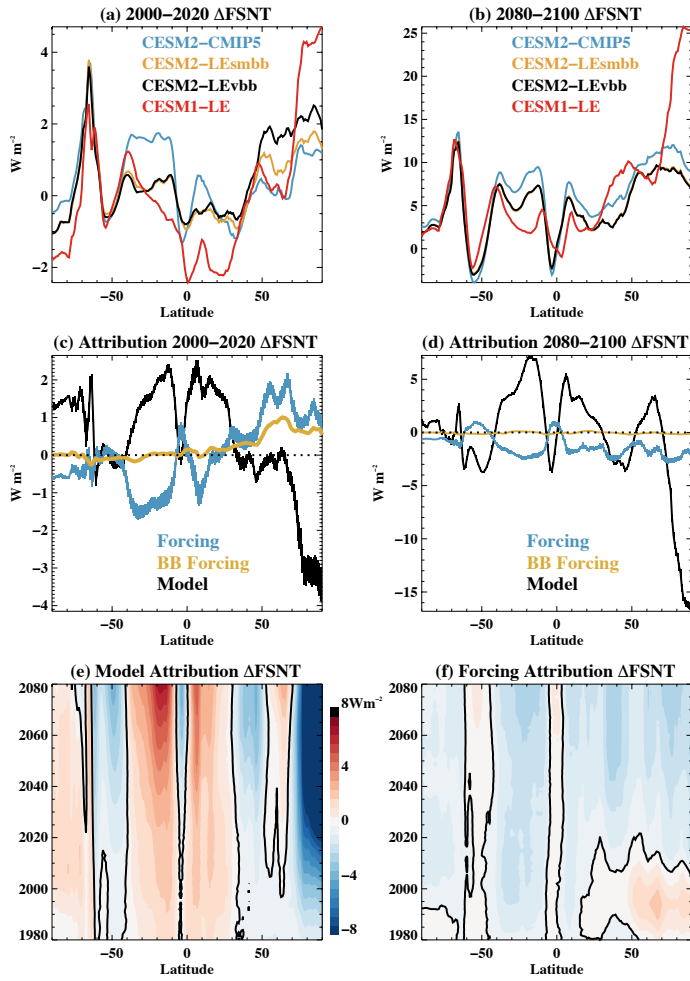 (a) 2000−2020 ΔFSNT
(b) 2080−2100 ΔFSNT
CESM2−CMIP5
CESM2−LEsmbb
CESM2−LEvbb
CESM1−LE
4
2
0
−2
W m⁻²
−50 0 50
Latitude
CESM2−CMIP5
CESM2−LEsmbb
CESM2−LEvbb
CESM1−LE
25
20
15
10
5
0
W m⁻²
−50 0 50
Latitude
(c) Attribution 2000−2020 ΔFSNT
(d) Attribution 2080−2100 ΔFSNT
2
1
0
−1
−2
−3
−4
W m⁻²
Forcing
BB Forcing
Model
−50 0 50
Latitude
5
0
−5
−10
−15
W m⁻²
Forcing
BB Forcing
Model
−50 0 50
Latitude
(e) Model Attribution ΔFSNT
(f) Forcing Attribution ΔFSNT
2080
2060
2040
2020
2000
1980
−50 0 50
Latitude
8Wm⁻²
4
0
−4
−8
2080
2060
2040
2020
2000
1980
−50 0 50
Latitude